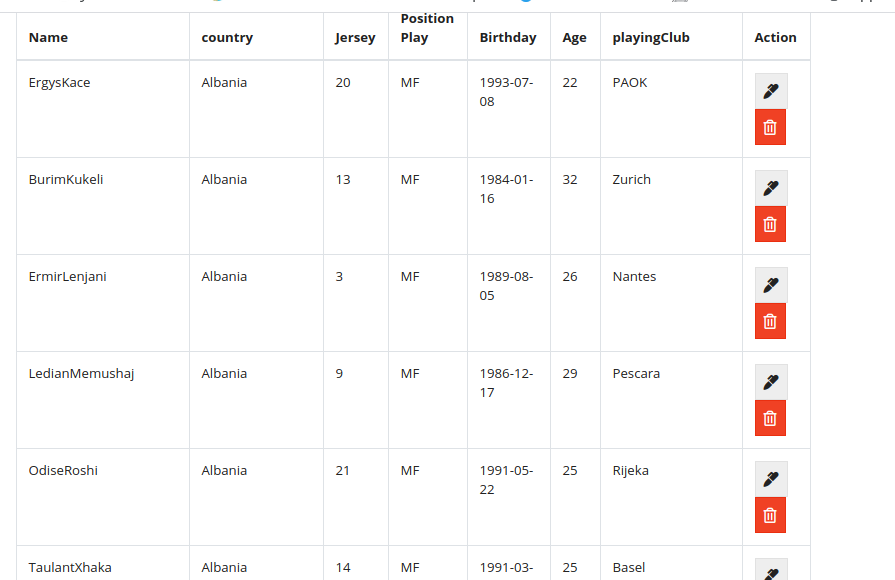 Name country Jersey Position Play Birthday Age playingClub Action
ErgysKace Albania 20 MF 1993-07-08 22 PAOK
BurimKukeli Albania 13 MF 1984-01-16 32 Zurich
ErmirLenjani Albania 3 MF 1989-08-05 26 Nantes
LedianMemushaj Albania 9 MF 1986-12-17 29 Pescara
OdiseRoshi Albania 21 MF 1991-05-22 25 Rijeka
TaulantXhaka Albania 14 MF 1991-03- 25 Basel